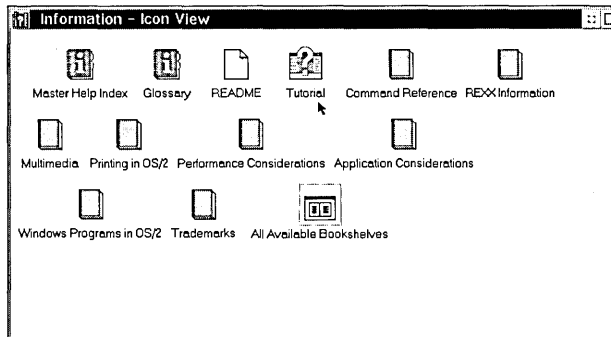 Information - Icon View
Master Help Index Glossary README Tutorial Command Reference REXX Information
Multimedia Printing in OS/2 Performance Considerations Application Considerations
Windows Programs in OS/2 Trademarks All Available Bookshelves